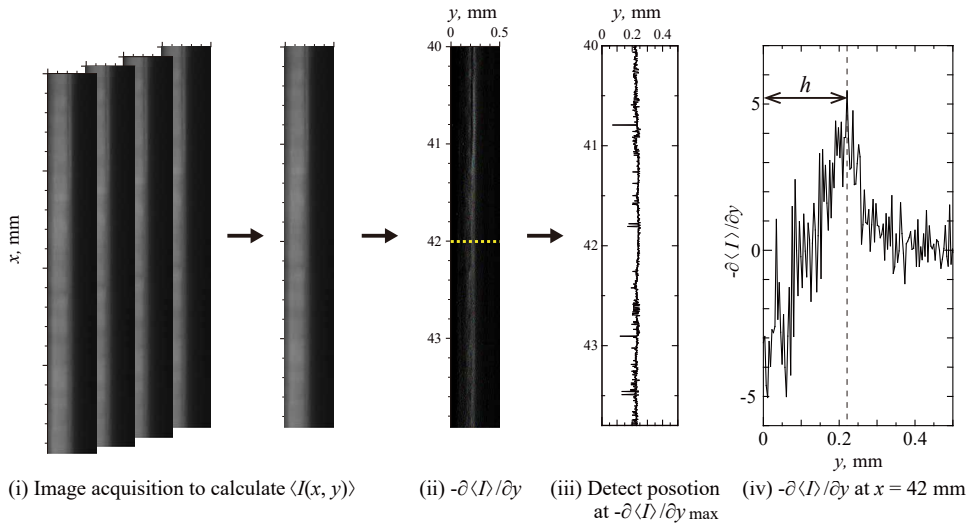 y, mm
0 0.5
y, mm
0 0.2 0.4
40
41
42
43
40
41
42
43
x, mm
h
-∂⟨I⟩/∂y
5
0
-5
0 0.2 0.4
y, mm
(i) Image acquisition to calculate ⟨I(x, y)⟩
(ii) -∂⟨I⟩/∂y
(iii) Detect posotion
at -∂⟨I⟩/∂y max
(iv) -∂⟨I⟩/∂y at x = 42 mm